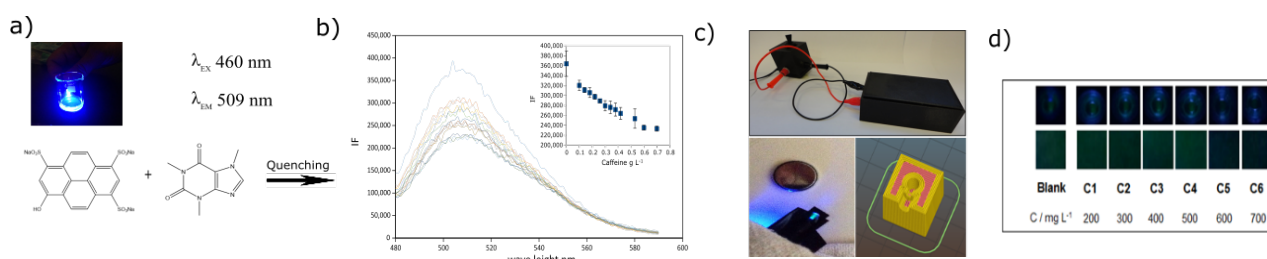 a)
λEX 460 nm
λEM 509 nm
NaO₃S
SO₃Na
HO
SO₃Na
+
O
N
N
O
N
N
Quenching
b)
400,000
350,000
300,000
250,000
200,000
150,000
100,000
50,000
0
IF
480
500
520
540
560
580
600
wave leight nm
400,000
380,000
360,000
340,000
320,000
300,000
280,000
260,000
240,000
220,000
200,000
IF
0 0.1 0.2 0.3 0.4 0.5 0.6 0.7 0.8
Caffeine g L-1
c)
d)
Blank C1 C2 C3 C4 C5 C6
C / mg L-1 200 300 400 500 600 700